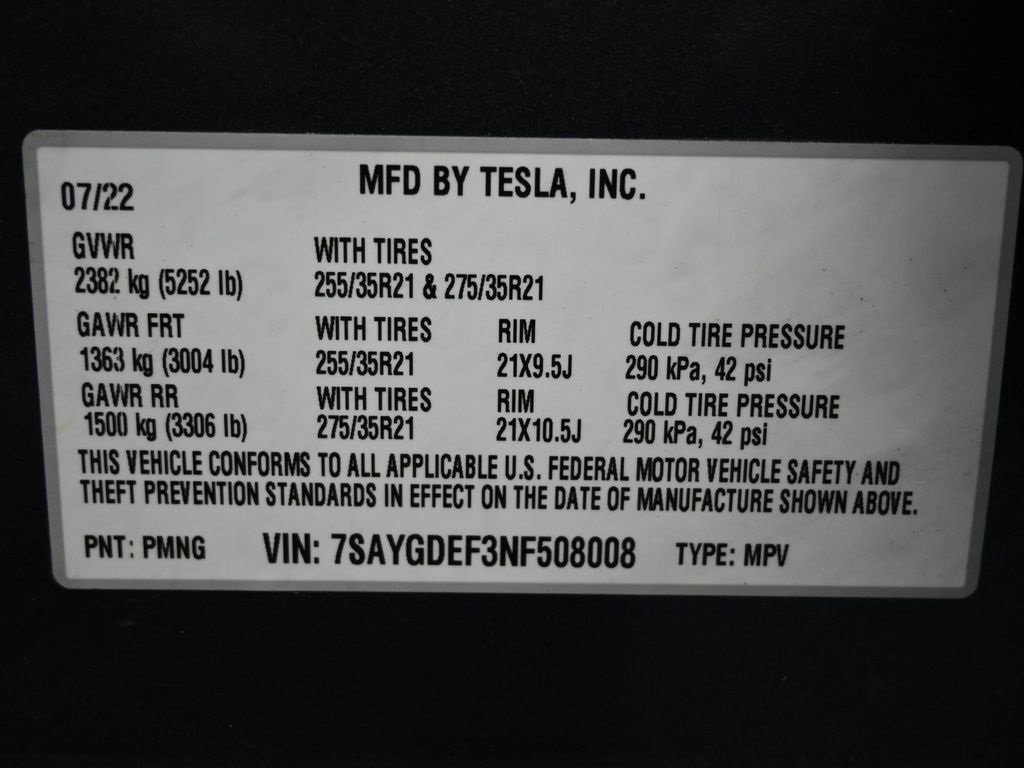 MFD BY TESLA, INC.
07/22
GVWR WITH TIRES
2382 kg (5252 lb) 255/35R21 & 275/35R21
GAWR FRT WITH TIRES RIM COLD TIRE PRESSURE
1363 kg (3004 lb) 255/35R21 21X9.5J 290 kPa, 42 psi
GAWR RR WITH TIRES RIM COLD TIRE PRESSURE
1500 kg (3306 lb) 275/35R21 21X10.5J 290 kPa, 42 psi
THIS VEHICLE CONFORMS TO ALL APPLICABLE U.S. FEDERAL MOTOR VEHICLE SAFETY AND
THEFT PREVENTION STANDARDS IN EFFECT ON THE DATE OF MANUFACTURE SHOWN ABOVE.
PNT: PMNG VIN: 7SAYGDEF3NF508008 TYPE: MPV